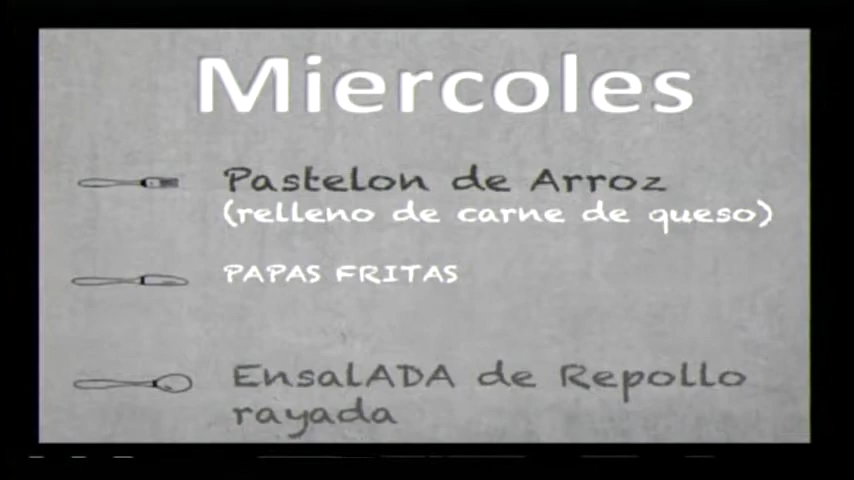 Miercoles
Pastelon de Arroz
(relleno de carne de queso)
PAPAS FRITAS
EnsalADA de Repollo
rayada